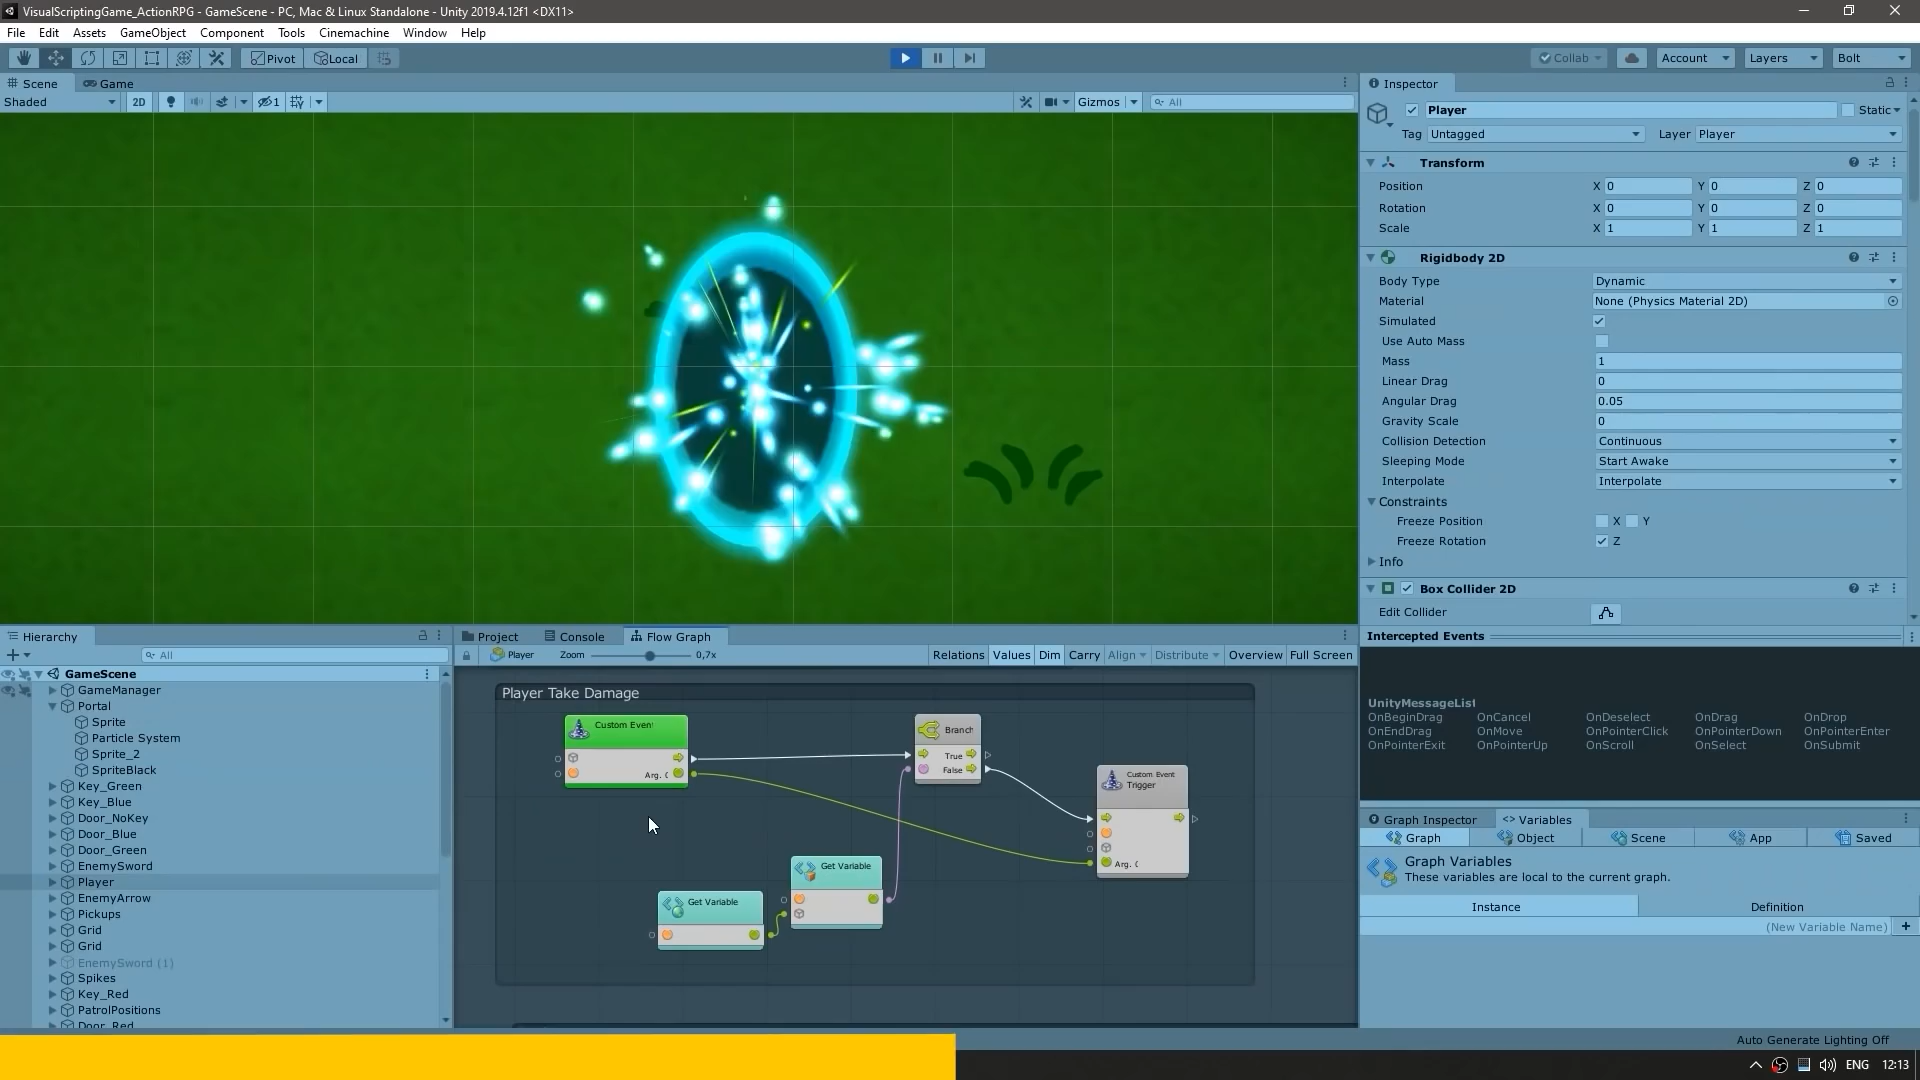 VisualScriptingGame_ActionRPG - GameScene - PC, Mac & Linux Standalone - Unity 2019.4.12f1 <DX11>
File Edit Assets GameObject Component Tools Cinemachine Window Help
Pivot Local Collab Account Layers Bolt
Scene Game
Shaded 2D 1 Gizmos All
Inspector
Player Static
Tag Untagged Layer Player
Transform
Position X 0 Y 0 Z 0
Rotation X 0 Y 0 Z 0
Scale X 1 Y 1 Z 1
Rigidbody 2D
Body Type Dynamic
Material None (Physics Material 2D)
Simulated
Use Auto Mass
Mass 1
Linear Drag 0
Angular Drag 0.05
Gravity Scale 0
Collision Detection Continuous
Sleeping Mode Start Awake
Interpolate Interpolate
Constraints
Freeze Position X Y
Freeze Rotation Z
Info
Box Collider 2D
Edit Collider
Intercepted Events
UnityMessageList
OnBeginDrag OnCancel OnDeselect OnDrag OnDrop
OnEndDrag OnMove OnPointerClick OnPointerDown OnPointerEnter
OnPointerExit OnPointerUp OnScroll OnSelect OnSubmit
Graph Inspector Variables
Graph Object Scene App Saved
Graph Variables
These variables are local to the current graph.
Instance Definition
(New Variable Name)
Hierarchy
All
GameScene
GameManager
Portal
Sprite
Particle System
Sprite_2
SpriteBlack
Key_Green
Key_Blue
Door_NoKey
Door_Blue
Door_Green
EnemySword
Player
EnemyArrow
Pickups
Grid
Grid
EnemySword (1)
Spikes
Key_Red
PatrolPositions
Door_Red
Project Console Flow Graph
Player Zoom 0,7x Relations Values Dim Carry Align Distribute Overview Full Screen
Player Take Damage
Custom Event
Arg. 0
Branch
True
False
Custom Event
Trigger
Arg. 0
Get Variable
Get Variable
Auto Generate Lighting Off
ENG 12:13